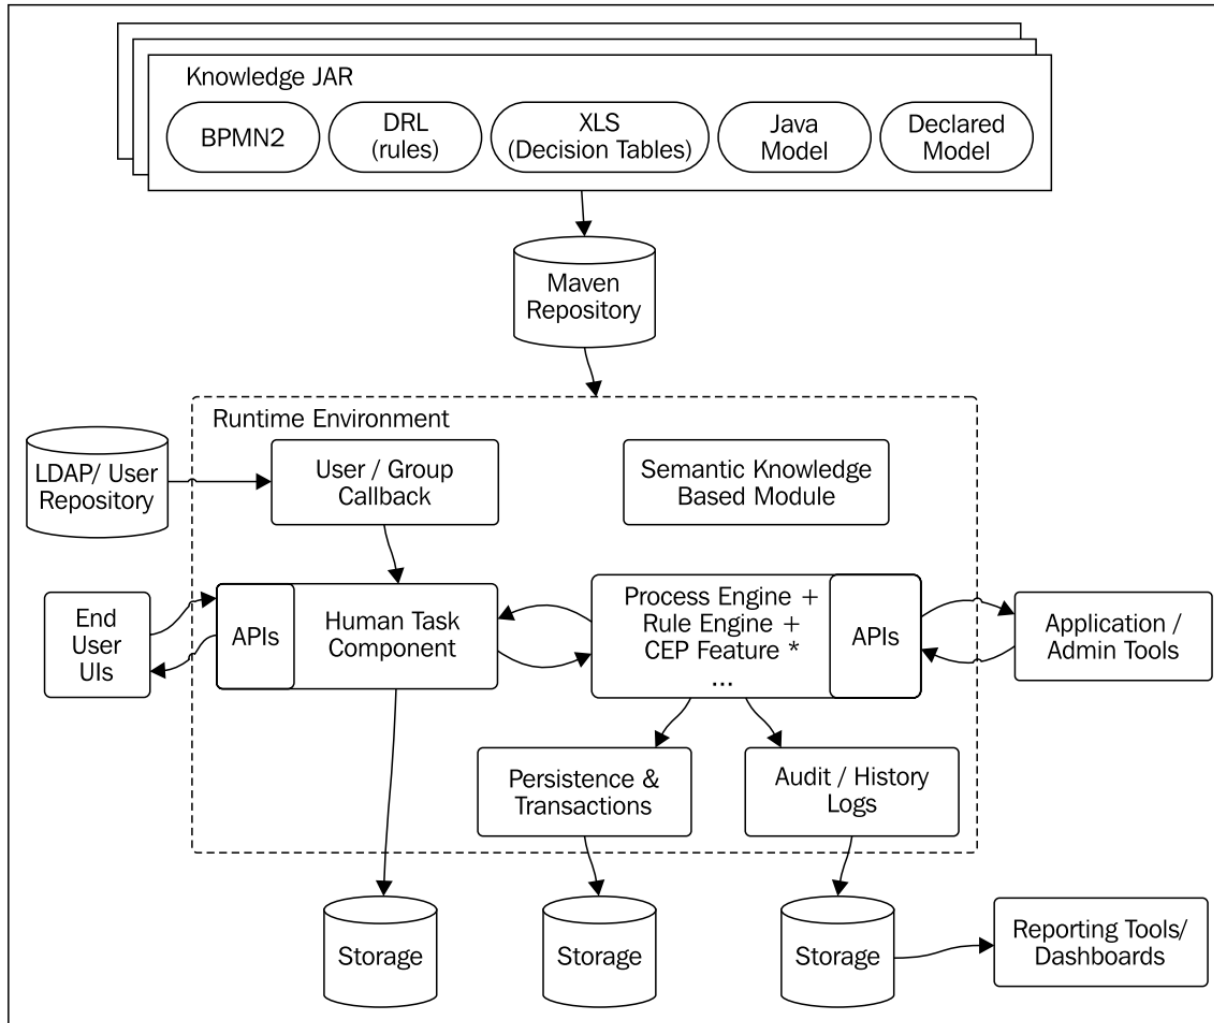 Knowledge JAR
BPMN2
DRL
(rules)
XLS
(Decision Tables)
Java
Model
Declared
Model
Maven
Repository
Runtime Environment
LDAP/ User
Repository
User / Group
Callback
Semantic Knowledge
Based Module
End
User
UIs
APIs
Human Task
Component
Process Engine +
Rule Engine +
CEP Feature *
...
APIs
Application /
Admin Tools
Persistence &
Transactions
Audit / History
Logs
Storage
Storage
Storage
Reporting Tools/
Dashboards